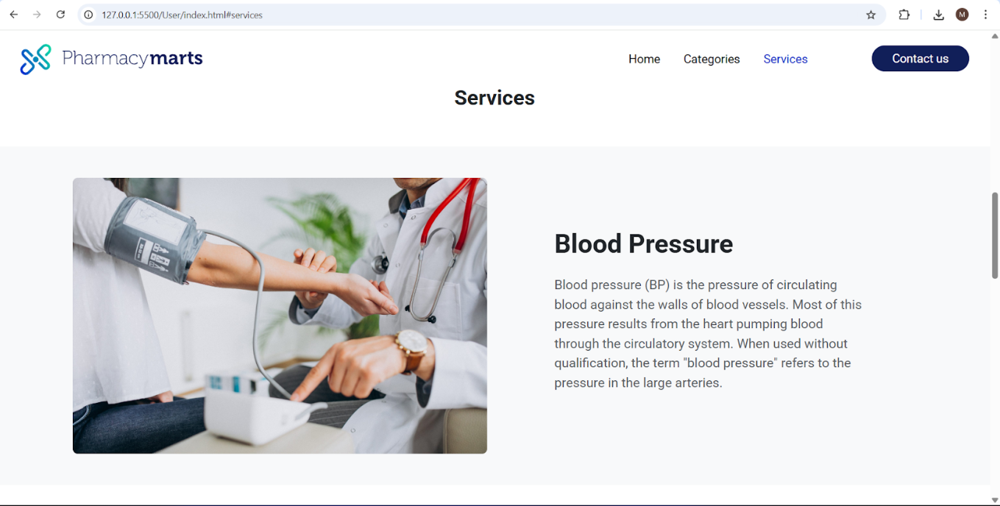 127.0.0.1:5500/User/index.html#services
M
Pharmacymarts
Home Categories Services Contact us
Services
Blood Pressure
Blood pressure (BP) is the pressure of circulating
blood against the walls of blood vessels. Most of this
pressure results from the heart pumping blood
through the circulatory system. When used without
qualification, the term "blood pressure" refers to the
pressure in the large arteries.